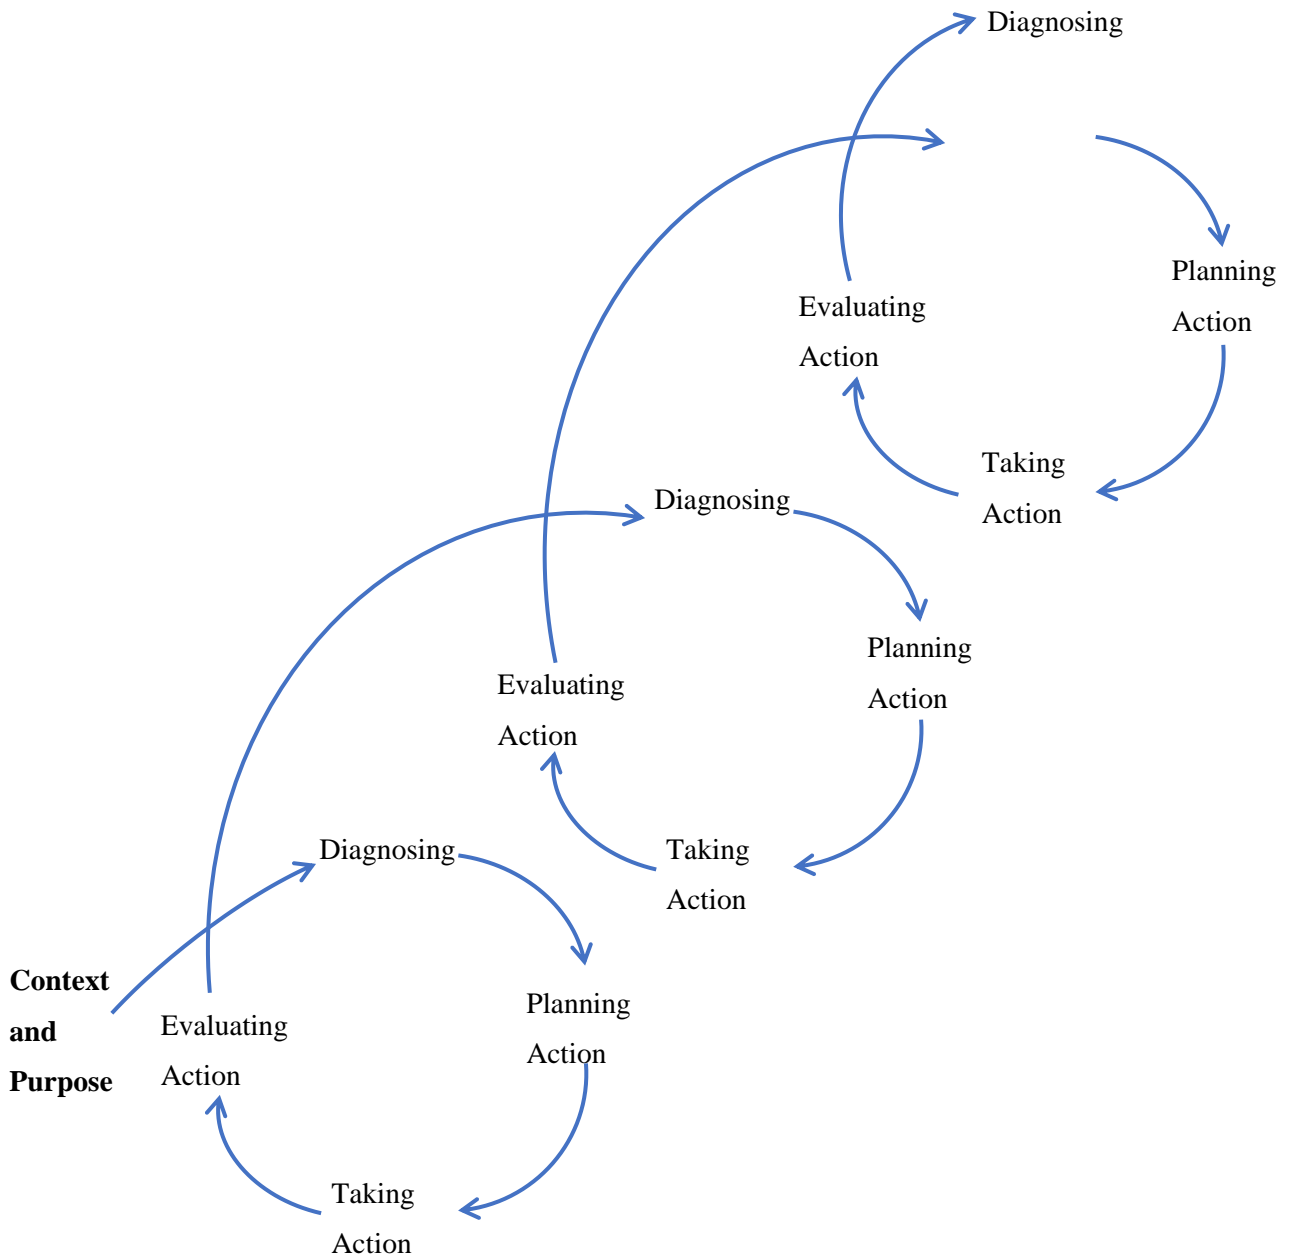 Diagnosing
Planning
Action
Evaluating
Action
Taking
Action
Diagnosing
Planning
Action
Evaluating
Action
Taking
Action
Diagnosing
Planning
Action
Context
and
Purpose
Evaluating
Action
Taking
Action